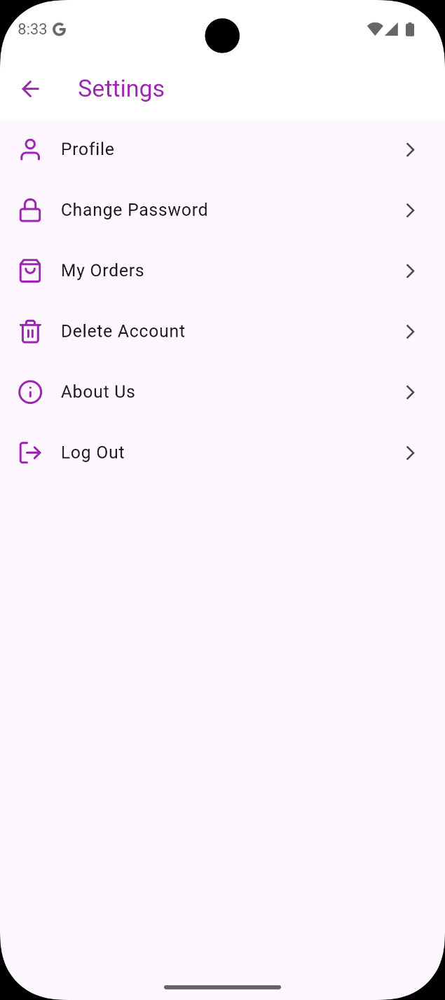 8:33 G
Settings
Profile
Change Password
My Orders
Delete Account
About Us
Log Out